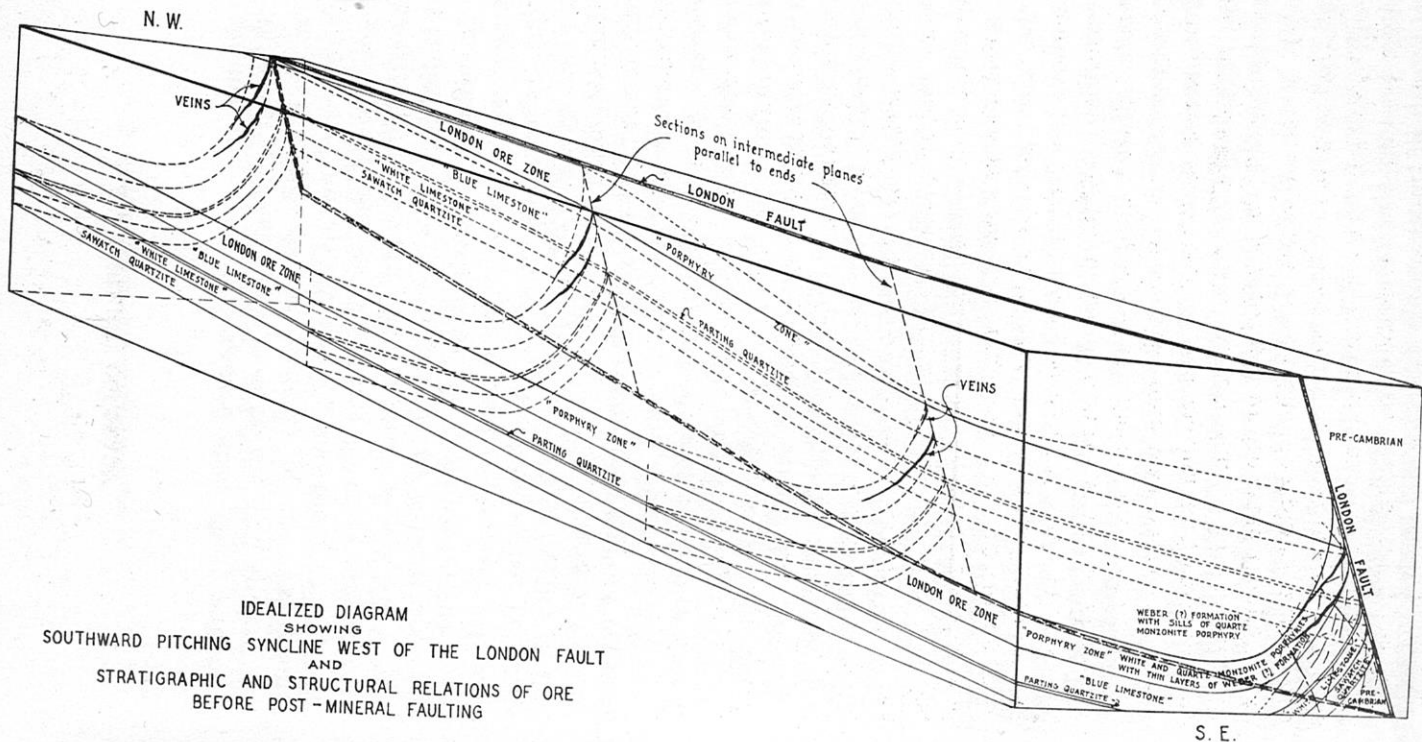 N. W.
VEINS
LONDON ORE ZONE
"BLUE LIMESTONE"
"WHITE LIMESTONE"
SAWATCH QUARTZITE
Sections on intermediate planes
parallel to ends
LONDON FAULT
"PORPHYRY ZONE"
PARTING QUARTZITE
VEINS
LONDON ORE ZONE
"BLUE LIMESTONE"
"WHITE LIMESTONE"
SAWATCH QUARTZITE
"PORPHYRY ZONE"
PARTING QUARTZITE
LONDON ORE ZONE
PRE-CAMBRIAN
LONDON FAULT
WEBER (?) FORMATION
WITH SILLS OF QUARTZ
MONZONITE PORPHYRY
"PORPHYRY ZONE" WHITE AND QUARTZ MONZONITE PORPHYRIES
WITH THIN LAYERS OF WEBER (?) FORMATION
"BLUE LIMESTONE"
PARTING QUARTZITE
LIMESTONE"
SAWATCH
QUARTZITE
PRE-
CAMBRIAN
S. E.
IDEALIZED DIAGRAM
SHOWING
SOUTHWARD PITCHING SYNCLINE WEST OF THE LONDON FAULT
AND
STRATIGRAPHIC AND STRUCTURAL RELATIONS OF ORE
BEFORE POST-MINERAL FAULTING